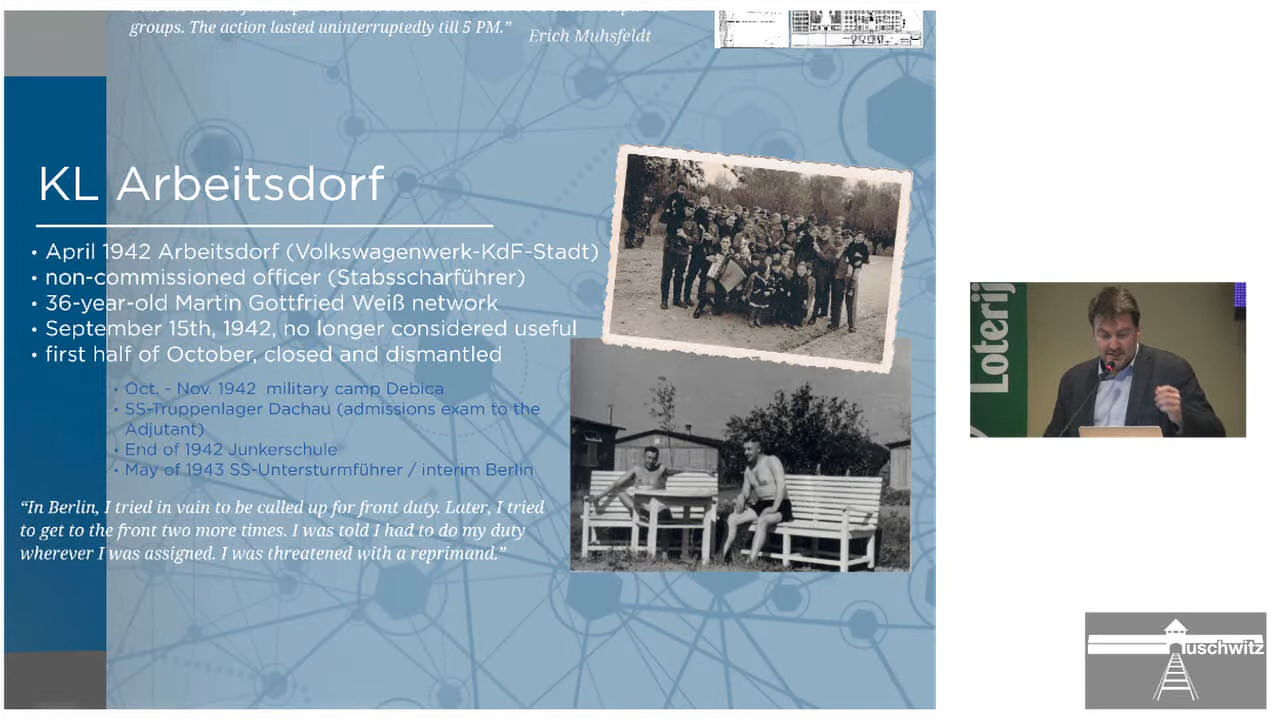 groups. The action lasted uninterruptedly till 5 PM.”
Erich Muhsfeldt
KL Arbeitsdorf
• April 1942 Arbeitsdorf (Volkswagenwerk-KdF-Stadt)
• non-commissioned officer (Stabsscharführer)
• 36-year-old Martin Gottfried Weiß network
• September 15th, 1942, no longer considered useful
• first half of October, closed and dismantled
• Oct. - Nov. 1942 military camp Debica
• SS-Truppenlager Dachau (admissions exam to the
Adjutant)
• End of 1942 Junkerschule
• May of 1943 SS-Untersturmführer / interim Berlin
“In Berlin, I tried in vain to be called up for front duty. Later, I tried
to get to the front two more times. I was told I had to do my duty
wherever I was assigned. I was threatened with a reprimand.”
Loterij
uschwitz